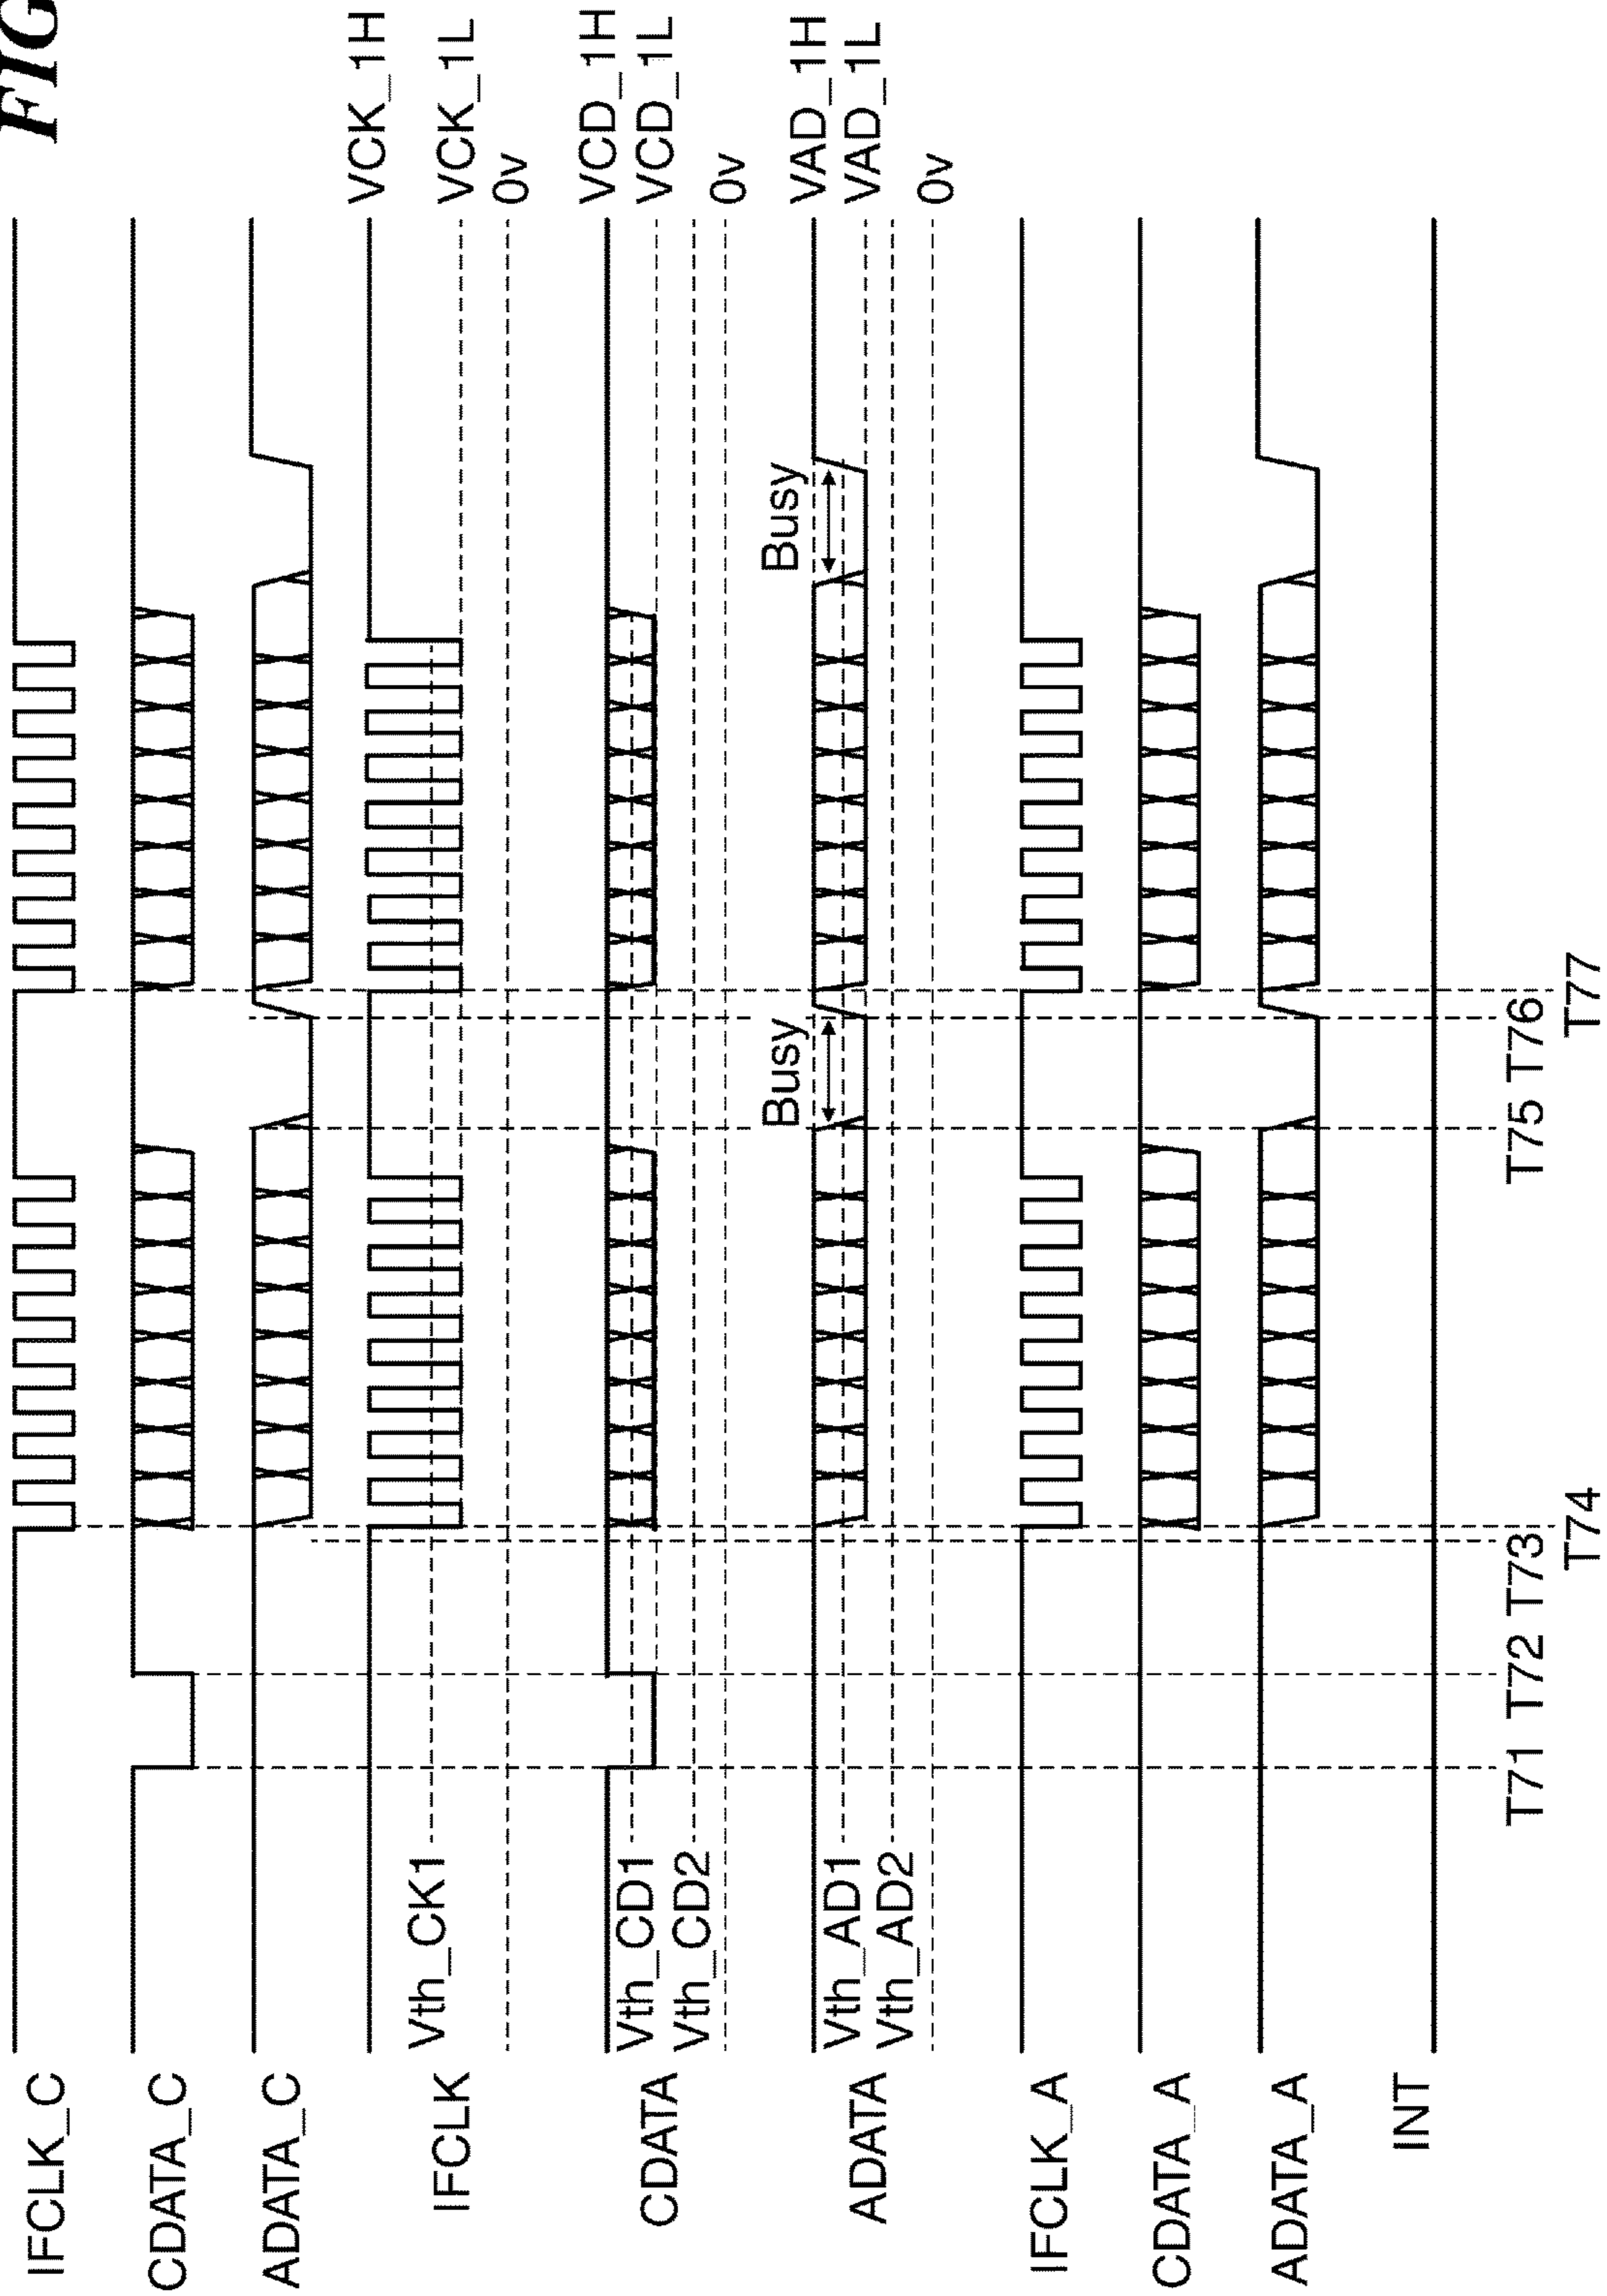 FIG
IFCLK_C
CDATA_C
ADATA_C
IFCLK
Vth_CK1
VCK_1H
VCK_1L
0v
CDATA
Vth_CD1
Vth_CD2
VCD_1H
VCD_1L
0v
ADATA
Vth_AD1
Vth_AD2
Busy
Busy
VAD_1H
VAD_1L
0v
IFCLK_A
CDATA_A
ADATA_A
INT
T71 T72 T73 T75 T76
T74 T77